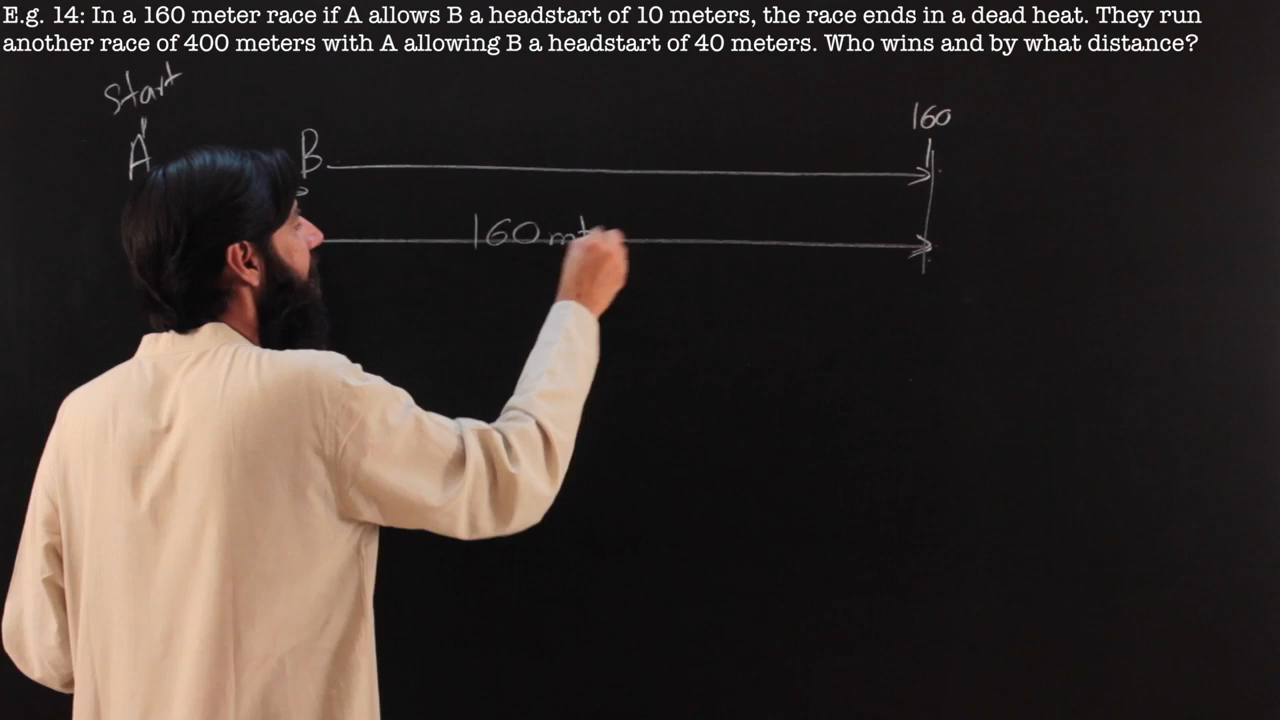 E.g. 14: In a 160 meter race if A allows B a headstart of 10 meters, the race ends in a dead heat. They run
another race of 400 meters with A allowing B a headstart of 40 meters. Who wins and by what distance?
Start
160
A B
160 mt